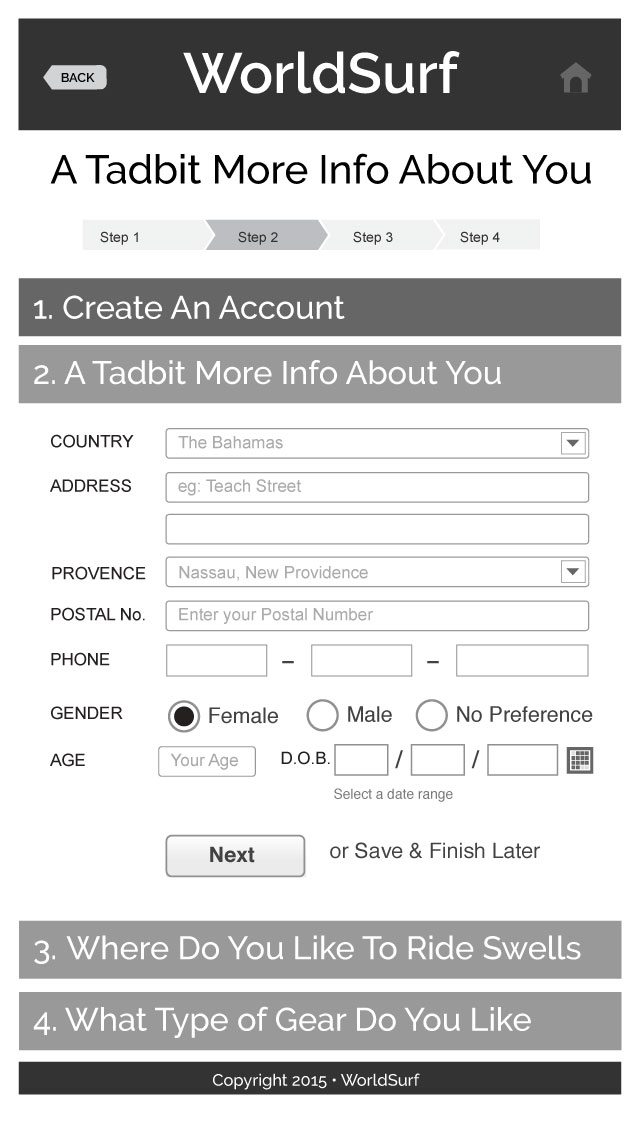 BACK
WorldSurf
A Tadbit More Info About You
Step 1 Step 2 Step 3 Step 4
1. Create An Account
2. A Tadbit More Info About You
COUNTRY The Bahamas
ADDRESS eg: Teach Street
PROVENCE Nassau, New Providence
POSTAL No. Enter your Postal Number
PHONE – –
GENDER Female Male No Preference
AGE Your Age D.O.B. / /
Select a date range
Next or Save & Finish Later
3. Where Do You Like To Ride Swells
4. What Type of Gear Do You Like
Copyright 2015 • WorldSurf